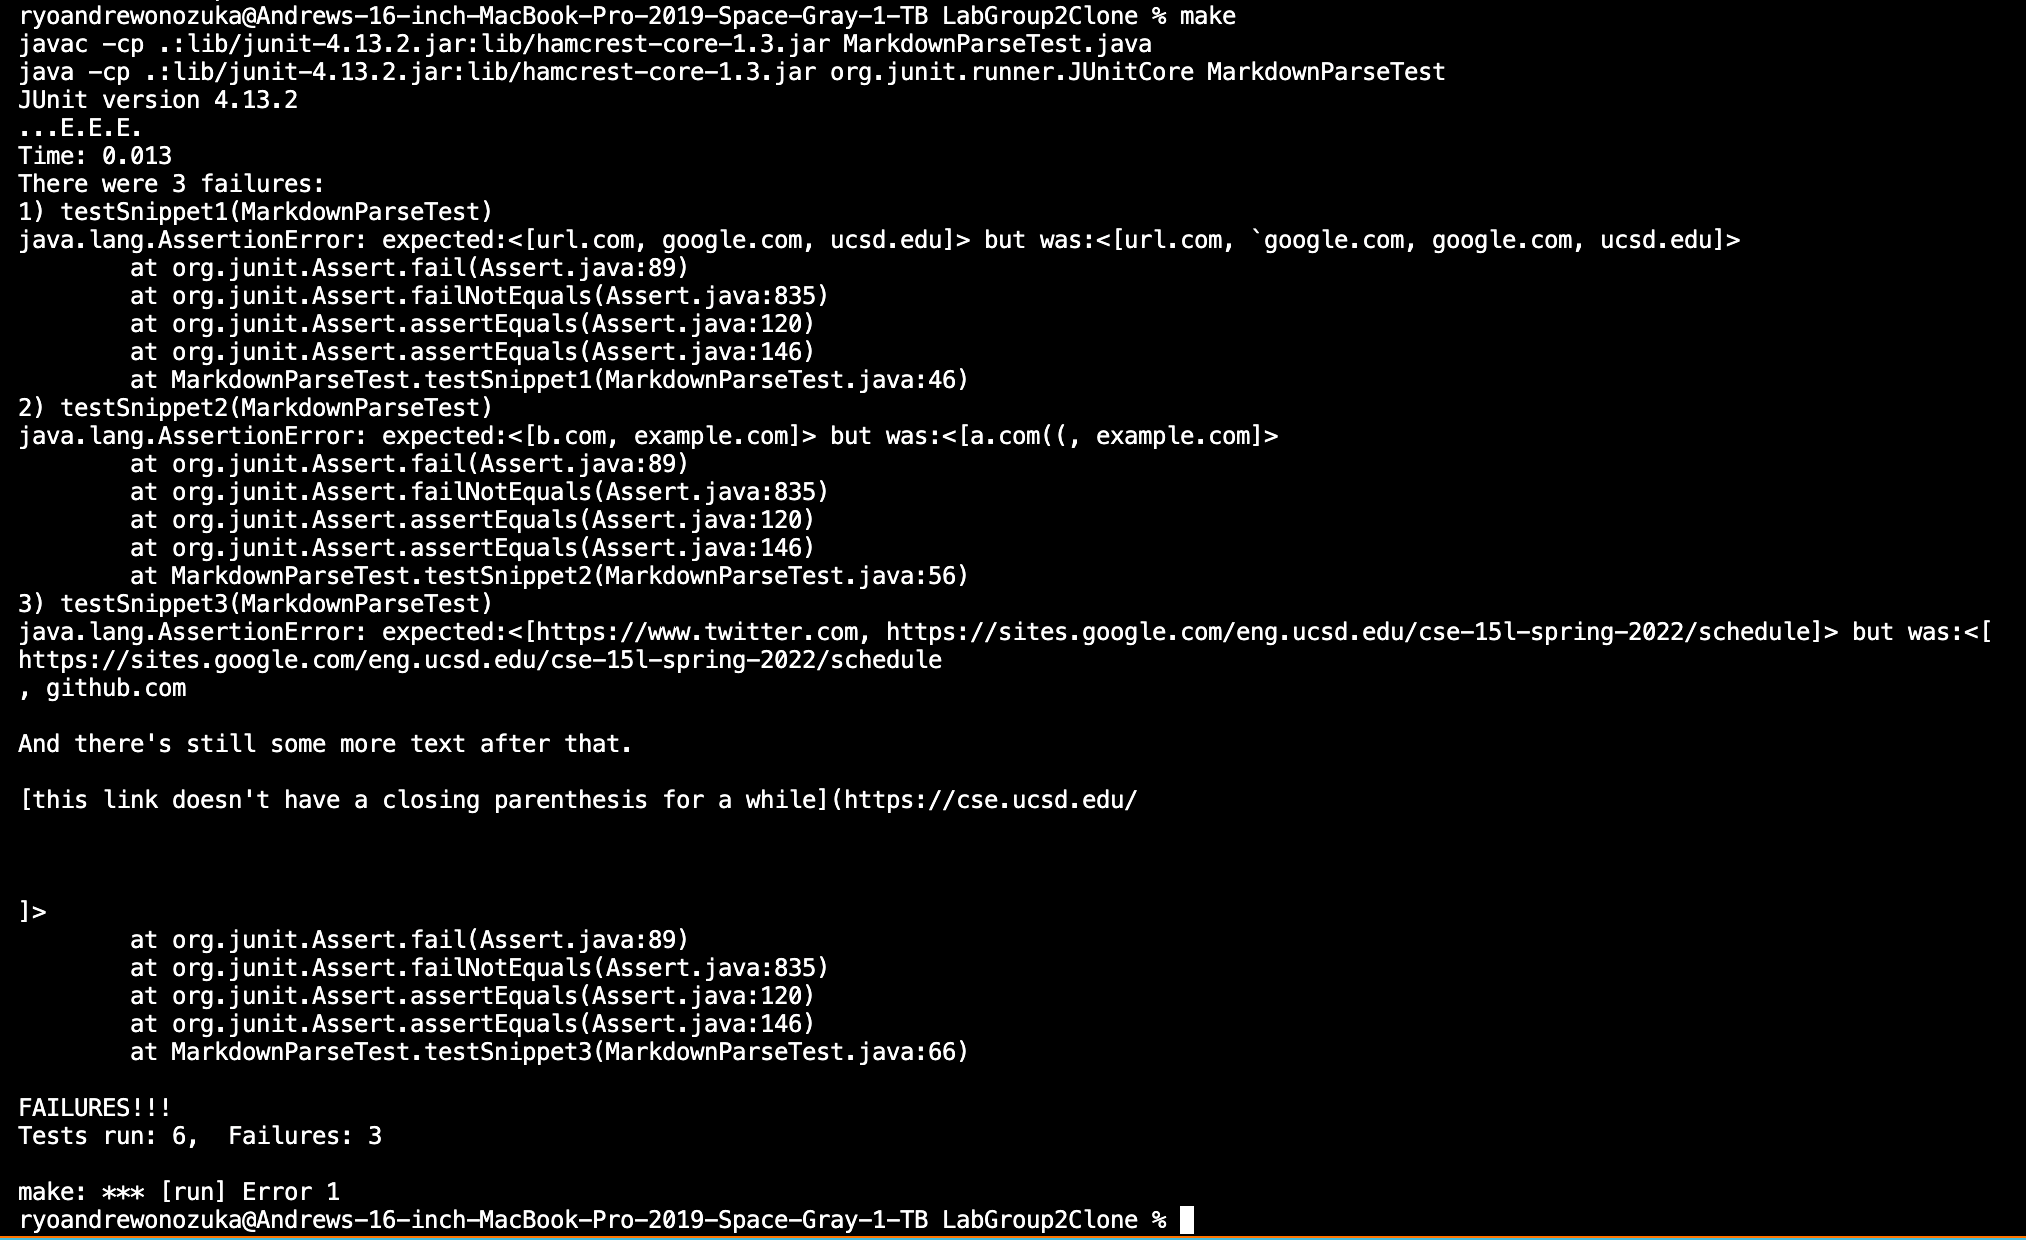 ryoandrewonozuka@Andrews-16-inch-MacBook-Pro-2019-Space-Gray-1-TB LabGroup2Clone % make
javac -cp .:lib/junit-4.13.2.jar:lib/hamcrest-core-1.3.jar MarkdownParseTest.java
java -cp .:lib/junit-4.13.2.jar:lib/hamcrest-core-1.3.jar org.junit.runner.JUnitCore MarkdownParseTest
JUnit version 4.13.2
...E.E.E.
Time: 0.013
There were 3 failures:
1) testSnippet1(MarkdownParseTest)
java.lang.AssertionError: expected:<[url.com, google.com, ucsd.edu]> but was:<[url.com, `google.com, google.com, ucsd.edu]>
        at org.junit.Assert.fail(Assert.java:89)
        at org.junit.Assert.failNotEquals(Assert.java:835)
        at org.junit.Assert.assertEquals(Assert.java:120)
        at org.junit.Assert.assertEquals(Assert.java:146)
        at MarkdownParseTest.testSnippet1(MarkdownParseTest.java:46)
2) testSnippet2(MarkdownParseTest)
java.lang.AssertionError: expected:<[b.com, example.com]> but was:<[a.com((, example.com]>
        at org.junit.Assert.fail(Assert.java:89)
        at org.junit.Assert.failNotEquals(Assert.java:835)
        at org.junit.Assert.assertEquals(Assert.java:120)
        at org.junit.Assert.assertEquals(Assert.java:146)
        at MarkdownParseTest.testSnippet2(MarkdownParseTest.java:56)
3) testSnippet3(MarkdownParseTest)
java.lang.AssertionError: expected:<[https://www.twitter.com, https://sites.google.com/eng.ucsd.edu/cse-15l-spring-2022/schedule]> but was:<[
https://sites.google.com/eng.ucsd.edu/cse-15l-spring-2022/schedule
, github.com

And there's still some more text after that.

[this link doesn't have a closing parenthesis for a while](https://cse.ucsd.edu/



]>
        at org.junit.Assert.fail(Assert.java:89)
        at org.junit.Assert.failNotEquals(Assert.java:835)
        at org.junit.Assert.assertEquals(Assert.java:120)
        at org.junit.Assert.assertEquals(Assert.java:146)
        at MarkdownParseTest.testSnippet3(MarkdownParseTest.java:66)

FAILURES!!!
Tests run: 6,  Failures: 3

make: *** [run] Error 1
ryoandrewonozuka@Andrews-16-inch-MacBook-Pro-2019-Space-Gray-1-TB LabGroup2Clone %